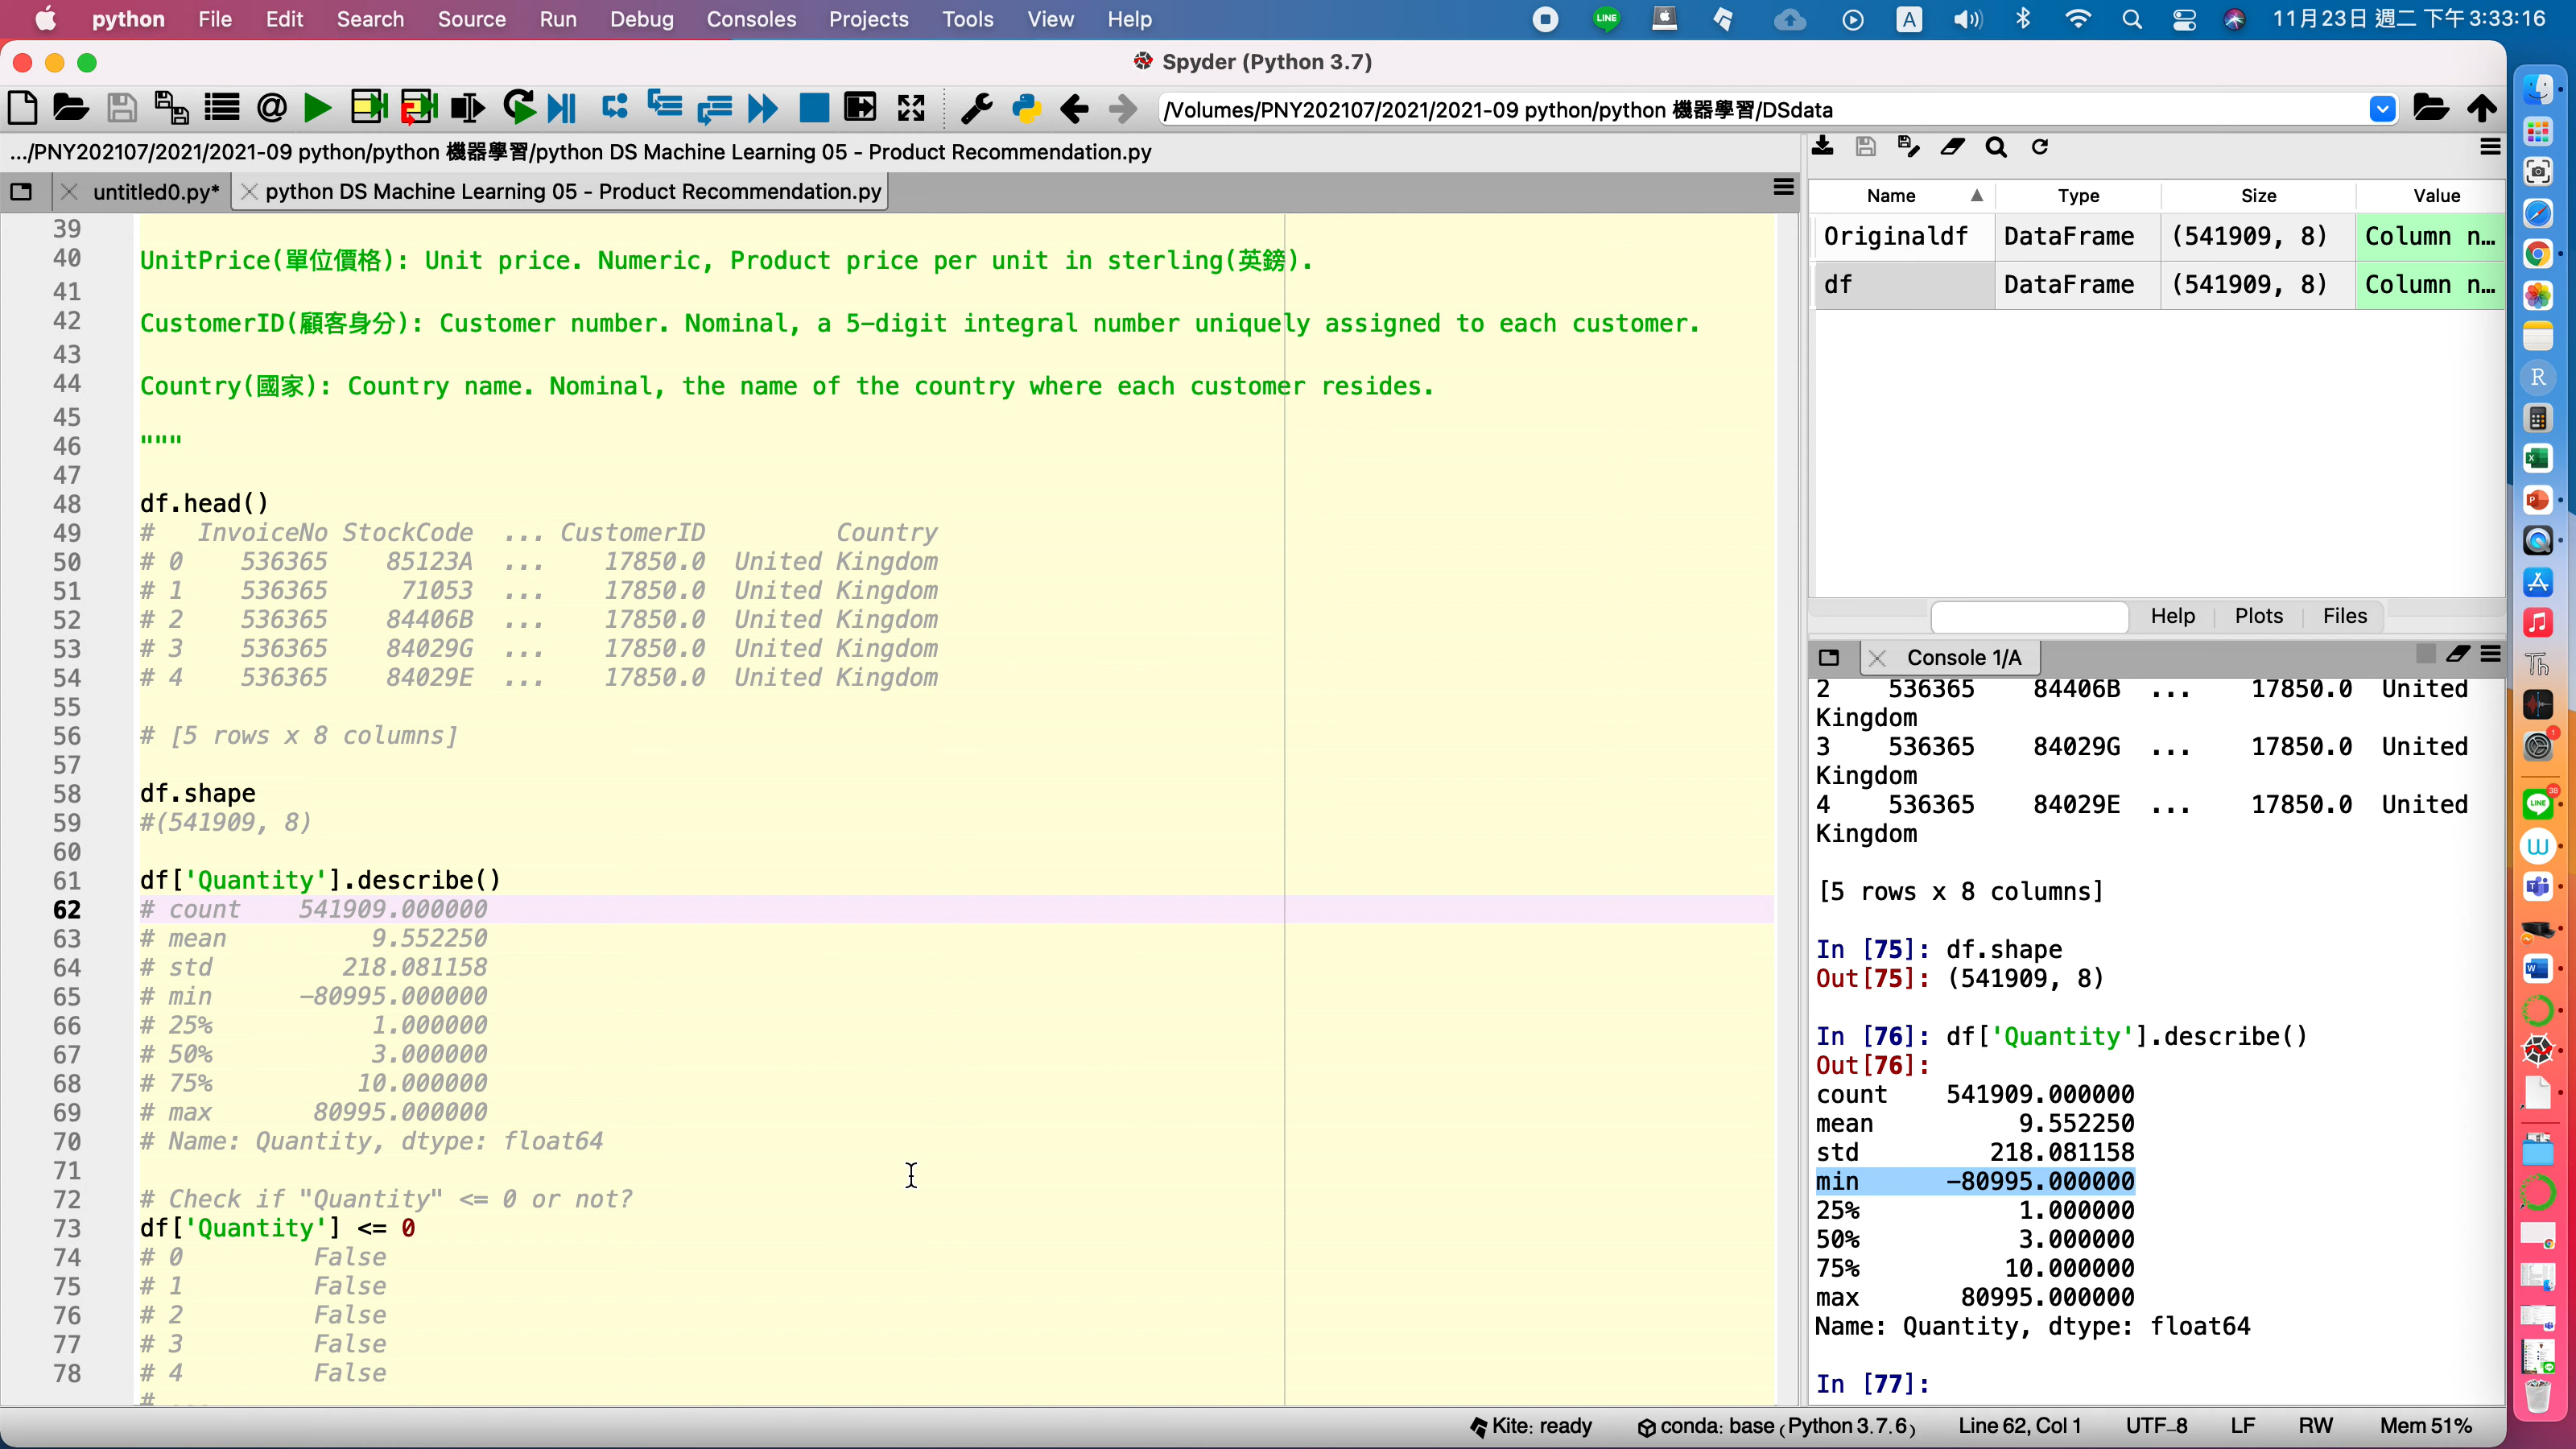 python File Edit Search Source Run Debug Consoles Projects Tools View Help
LINE A 11月23日 週二 下午 3:33:16
Spyder (Python 3.7)
/Volumes/PNY202107/2021/2021-09 python/python 機器學習/DSdata
.../PNY202107/2021/2021-09 python/python 機器學習/python DS Machine Learning 05 - Product Recommendation.py
untitled0.py* python DS Machine Learning 05 - Product Recommendation.py
39
40 UnitPrice(單位價格): Unit price. Numeric, Product price per unit in sterling(英鎊).
41
42 CustomerID(顧客身分): Customer number. Nominal, a 5-digit integral number uniquely assigned to each customer.
43
44 Country(國家): Country name. Nominal, the name of the country where each customer resides.
45
46 """
47
48 df.head()
49 #   InvoiceNo StockCode  ... CustomerID         Country
50 # 0    536365    85123A  ...    17850.0  United Kingdom
51 # 1    536365     71053  ...    17850.0  United Kingdom
52 # 2    536365    84406B  ...    17850.0  United Kingdom
53 # 3    536365    84029G  ...    17850.0  United Kingdom
54 # 4    536365    84029E  ...    17850.0  United Kingdom
55
56 # [5 rows x 8 columns]
57
58 df.shape
59 #(541909, 8)
60
61 df['Quantity'].describe()
62 # count    541909.000000
63 # mean          9.552250
64 # std         218.081158
65 # min      -80995.000000
66 # 25%           1.000000
67 # 50%           3.000000
68 # 75%          10.000000
69 # max       80995.000000
70 # Name: Quantity, dtype: float64
71
72 # Check if "Quantity" <= 0 or not?
73 df['Quantity'] <= 0
74 # 0         False
75 # 1         False
76 # 2         False
77 # 3         False
78 # 4         False
# ...
Name Type Size Value
Originaldf DataFrame (541909, 8) Column n...
df DataFrame (541909, 8) Column n...
Help Plots Files
Console 1/A
2    536365    84406B  ...    17850.0  United
Kingdom
3    536365    84029G  ...    17850.0  United
Kingdom
4    536365    84029E  ...    17850.0  United
Kingdom
[5 rows x 8 columns]
In [75]: df.shape
Out[75]: (541909, 8)
In [76]: df['Quantity'].describe()
Out[76]:
count    541909.000000
mean          9.552250
std         218.081158
min      -80995.000000
25%           1.000000
50%           3.000000
75%          10.000000
max       80995.000000
Name: Quantity, dtype: float64
In [77]:
Kite: ready conda: base (Python 3.7.6) Line 62, Col 1 UTF-8 LF RW Mem 51%
R
Th
1
LINE
38